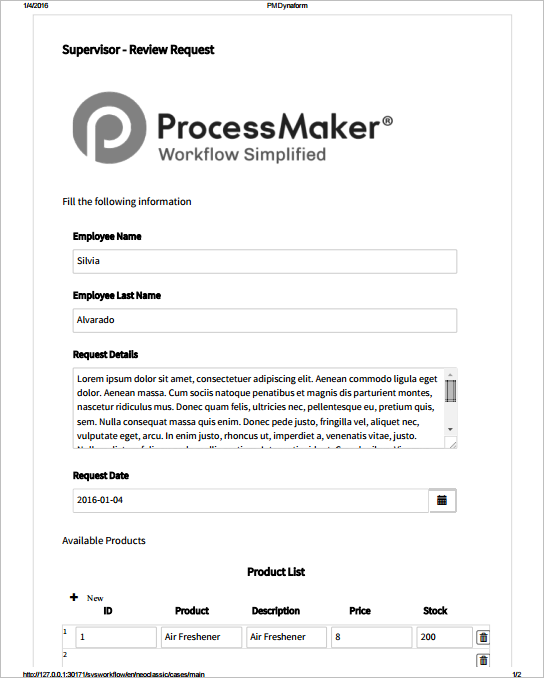 1/4/2016 PM Dynaform
Supervisor - Review Request
ProcessMaker®
Workflow Simplified
Fill the following information
Employee Name
Silvia
Employee Last Name
Alvarado
Request Details
Lorem ipsum dolor sit amet, consectetuer adipiscing elit. Aenean commodo ligula eget
dolor. Aenean massa. Cum sociis natoque penatibus et magnis dis parturient montes,
nascetur ridiculus mus. Donec quam felis, ultricies nec, pellentesque eu, pretium quis,
sem. Nulla consequat massa quis enim. Donec pede justo, fringilla vel, aliquet nec,
vulputate eget, arcu. In enim justo, rhoncus ut, imperdiet a, venenatis vitae, justo.
Request Date
2016-01-04
Available Products
Product List
New
ID Product Description Price Stock
1 1 Air Freshener Air Freshener 8 200
2
http://127.0.0.1:30171/sysworkflow/en/neoclassic/cases/main 1/2